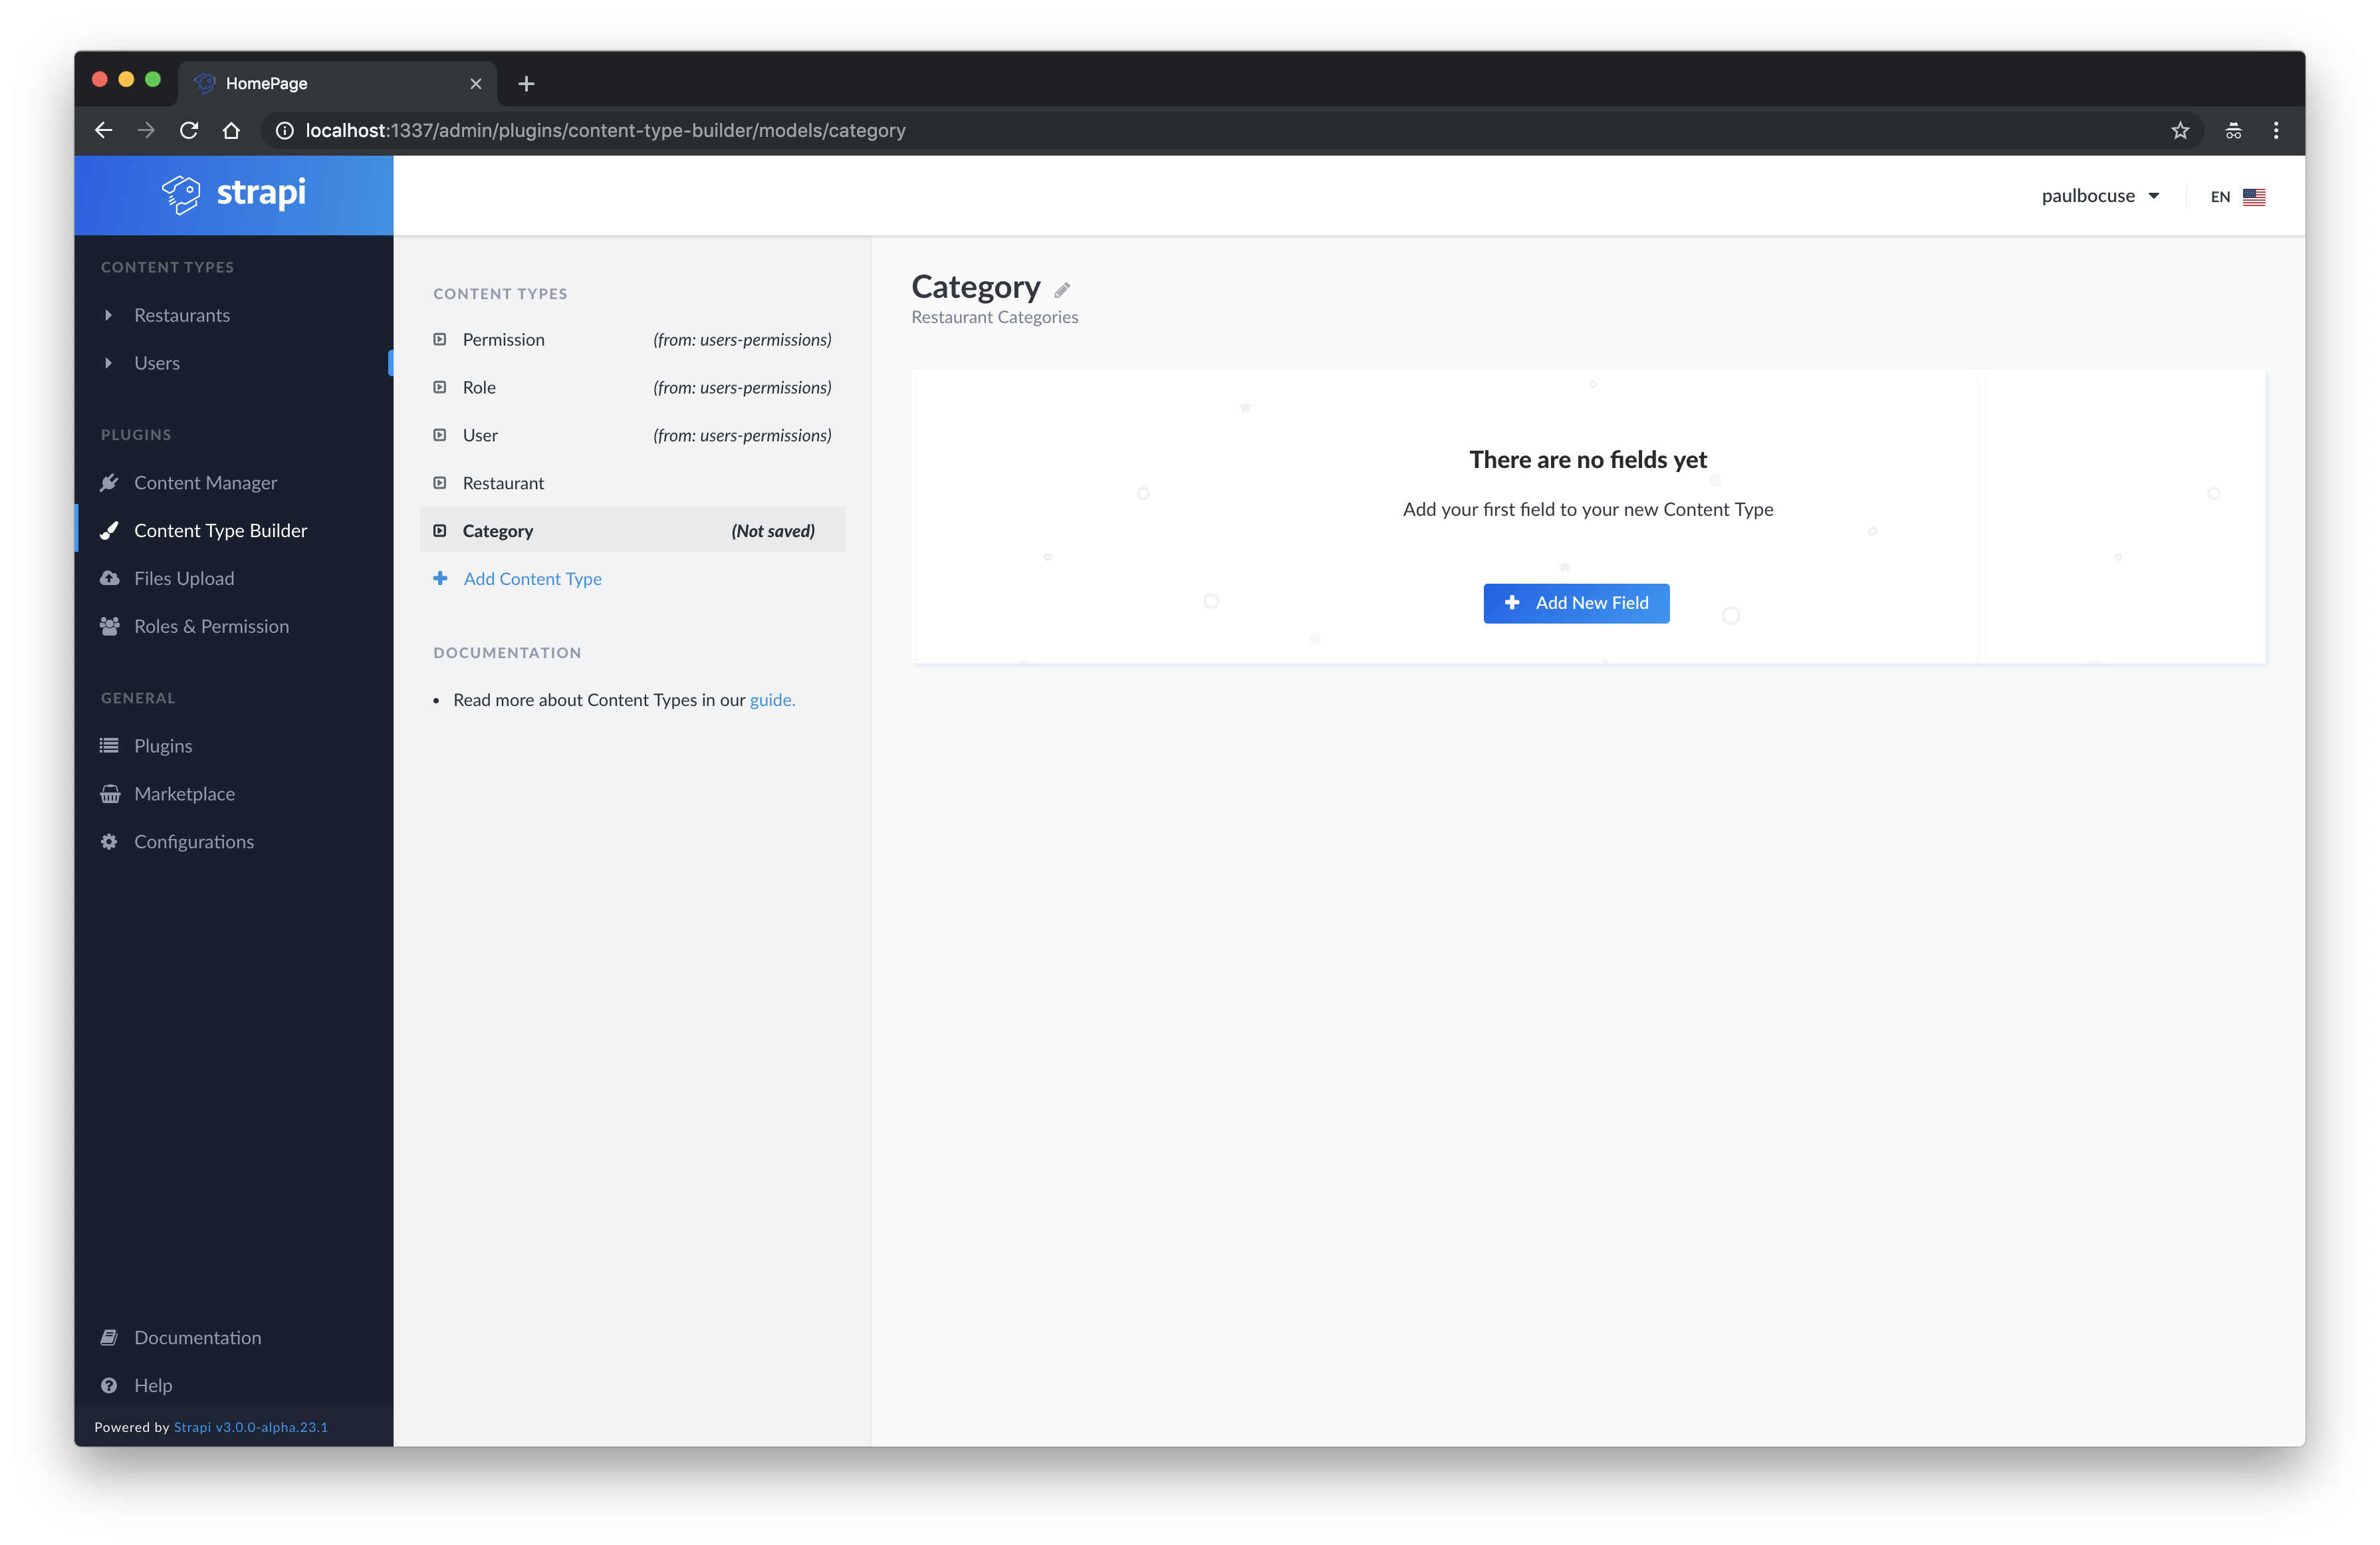 HomePage
localhost:1337/admin/plugins/content-type-builder/models/category
strapi
paulbocuse
EN
CONTENT TYPES
Restaurants
Users
PLUGINS
Content Manager
Content Type Builder
Files Upload
Roles & Permission
GENERAL
Plugins
Marketplace
Configurations
Documentation
Help
Powered by Strapi v3.0.0-alpha.23.1
CONTENT TYPES
Permission (from: users-permissions)
Role (from: users-permissions)
User (from: users-permissions)
Restaurant
Category (Not saved)
Add Content Type
DOCUMENTATION
• Read more about Content Types in our guide.
Category
Restaurant Categories
There are no fields yet
Add your first field to your new Content Type
Add New Field